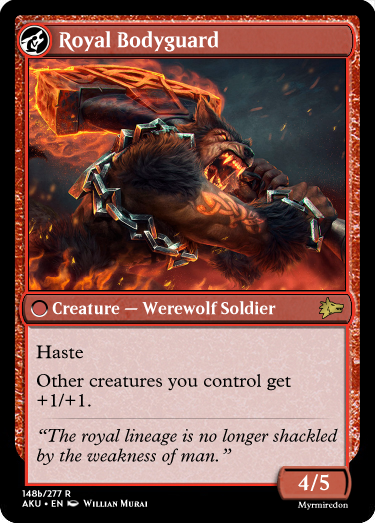 Royal Bodyguard
Creature — Werewolf Soldier
Haste
Other creatures you control get
+1/+1.
“The royal lineage is no longer shackled
by the weakness of man.”
4/5
148b/277 R
AKU • EN Willian Murai
Myrmiredon